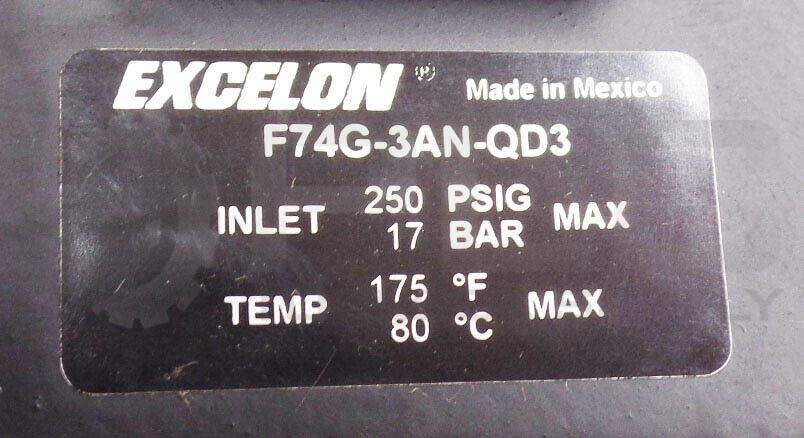 EXCELON ® Made in Mexico
F74G-3AN-QD3
INLET 250 PSIG MAX
17 BAR
TEMP 175 °F MAX
80 °C